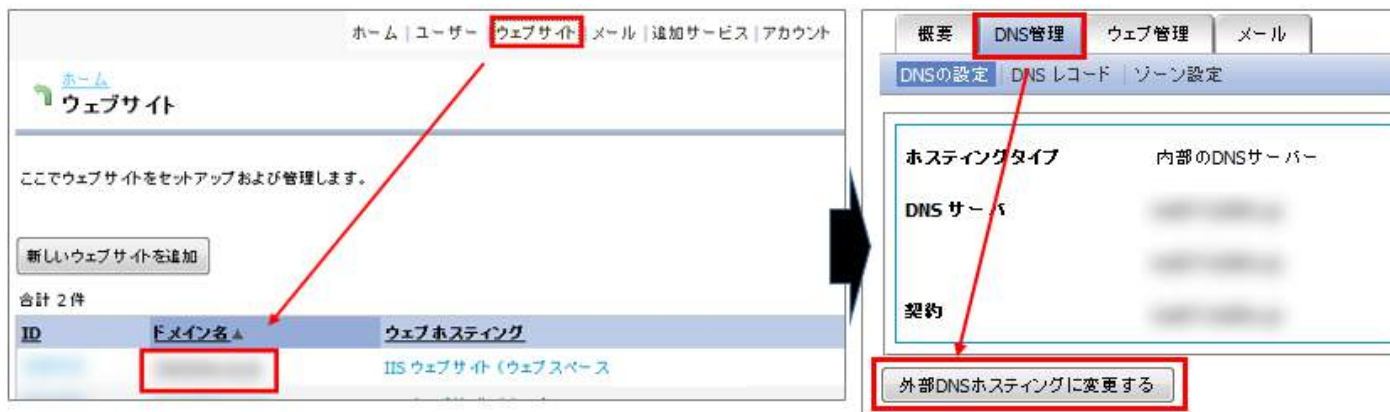 ホーム | ユーザー | ウェブサイト | メール | 追加サービス | アカウント
ホーム
ウェブサイト
ここでウェブサイトをセットアップおよび管理します。
新しいウェブサイトを追加
合計 2 件
ID ドメイン名▲ ウェブホスティング
IIS ウェブサイト (ウェブスペース
概要 DNS管理 ウェブ管理 メール
DNSの設定 | DNS レコード | ゾーン設定
ホスティングタイプ 内部のDNSサーバー
DNS サーバ
契約
外部DNSホスティングに変更する